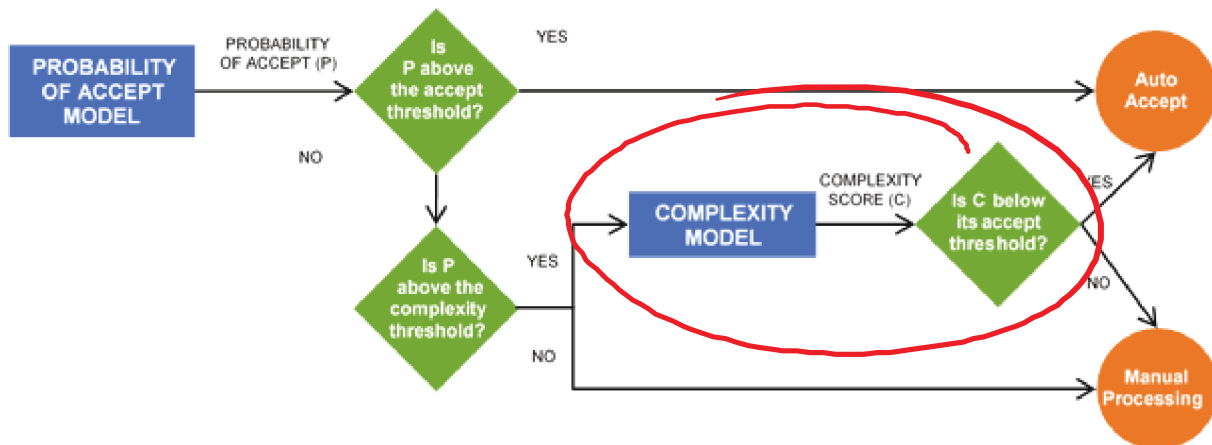 PROBABILITY
OF ACCEPT
MODEL
PROBABILITY
OF ACCEPT (P)
Is
P above
the accept
threshold?
YES
Auto
Accept
NO
COMPLEXITY
MODEL
COMPLEXITY
SCORE (C)
Is C below
its accept
threshold?
YES
NO
Is P
above the
complexity
threshold?
YES
NO
Manual
Processing